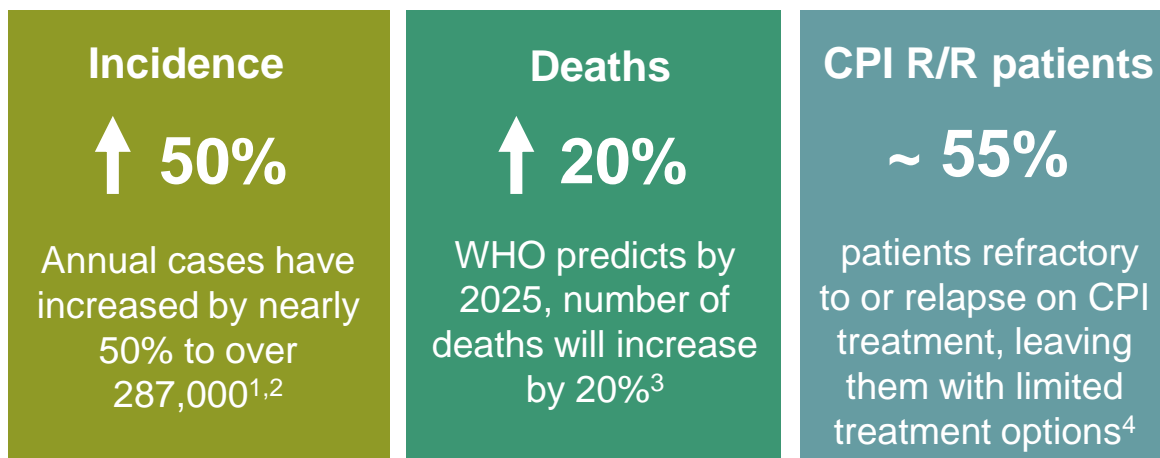 Incidence
50%
Annual cases have
increased by nearly
50% to over
287,000¹,²
Deaths
20%
WHO predicts by
2025, number of
deaths will increase
by 20%³
CPI R/R patients
~ 55%
patients refractory
to or relapse on CPI
treatment, leaving
them with limited
treatment options⁴